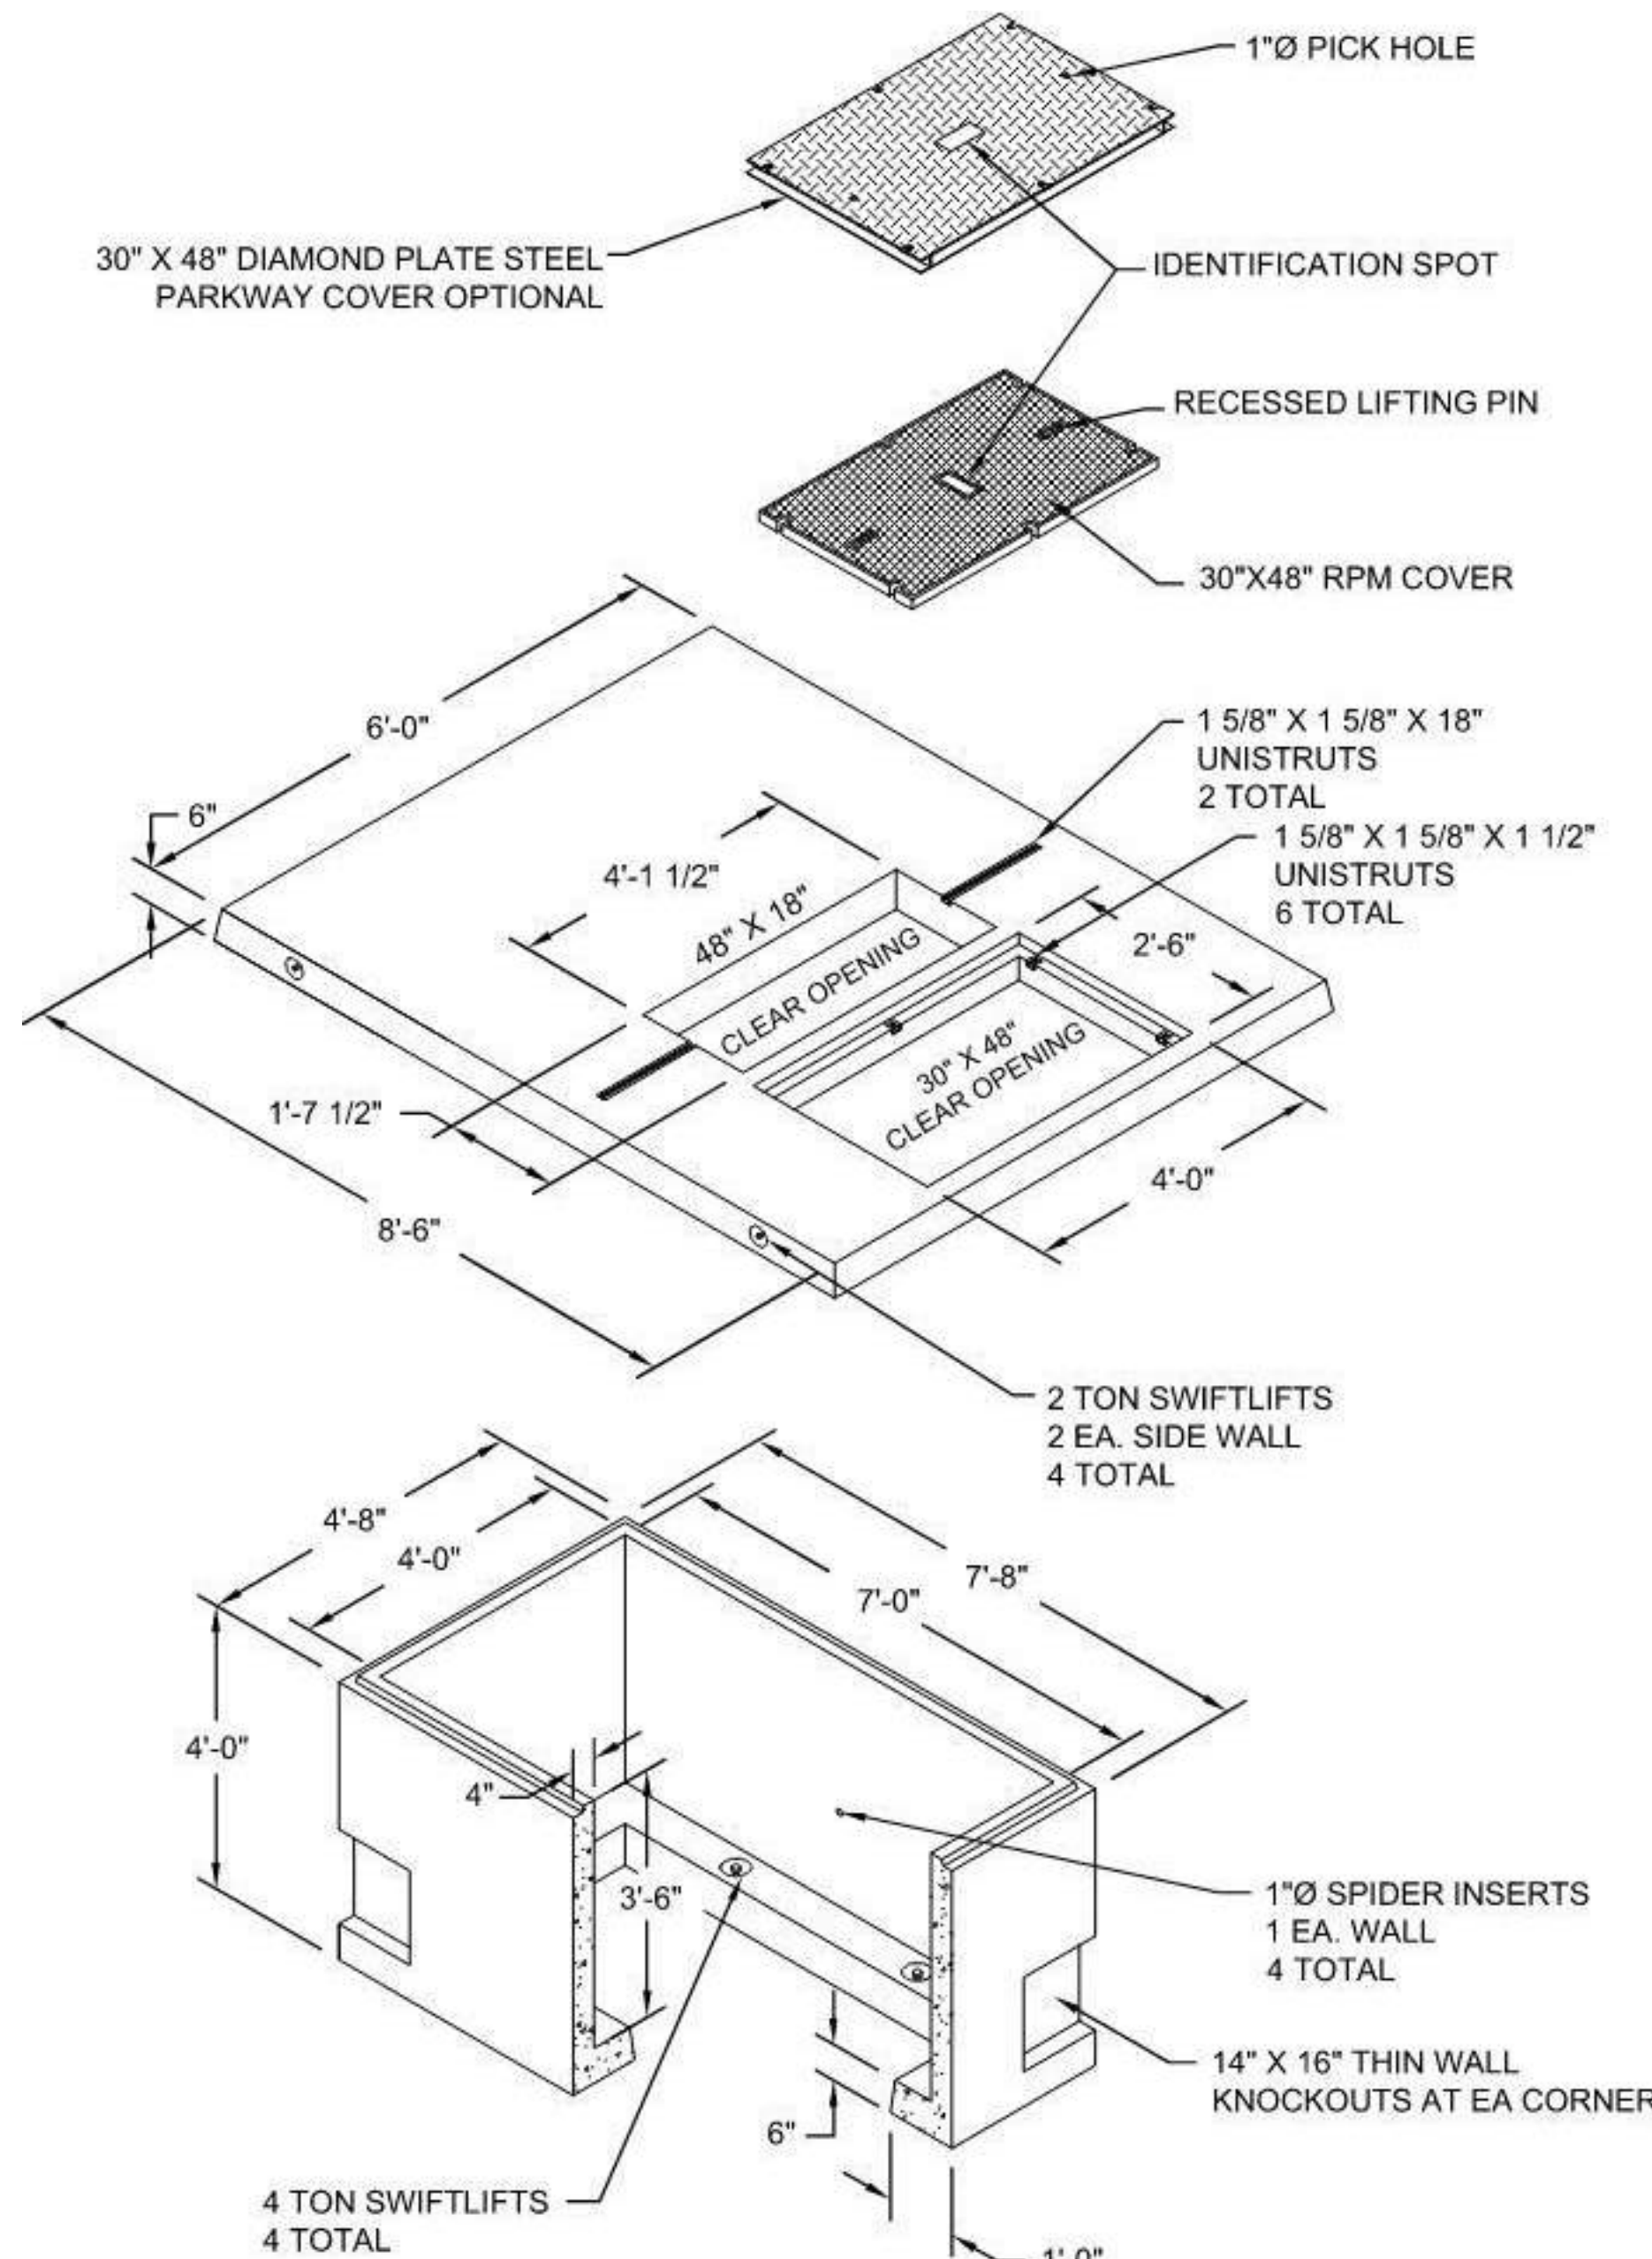 1"Ø PICK HOLE
30" X 48" DIAMOND PLATE STEEL
PARKWAY COVER OPTIONAL
IDENTIFICATION SPOT
RECESSED LIFTING PIN
30"X48" RPM COVER
6'-0"
1 5/8" X 1 5/8" X 18"
UNISTRUTS
2 TOTAL
6"
1 5/8" X 1 5/8" X 1 1/2"
UNISTRUTS
6 TOTAL
4'-1 1/2"
48" X 18"
CLEAR OPENING
2'-6"
30" X 48"
CLEAR OPENING
1'-7 1/2"
4'-0"
8'-6"
2 TON SWIFTLIFTS
2 EA. SIDE WALL
4 TOTAL
4'-8"
4'-0"
7'-8"
7'-0"
4'-0"
4"
3'-6"
1"Ø SPIDER INSERTS
1 EA. WALL
4 TOTAL
14" X 16" THIN WALL
KNOCKOUTS AT EA CORNER
6"
4 TON SWIFTLIFTS
4 TOTAL
1'-0"